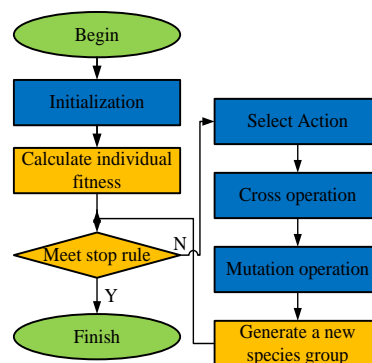 Begin
Initialization
Calculate individual
fitness
Meet stop rule
N
Y
Finish
Select Action
Cross operation
Mutation operation
Generate a new
species group